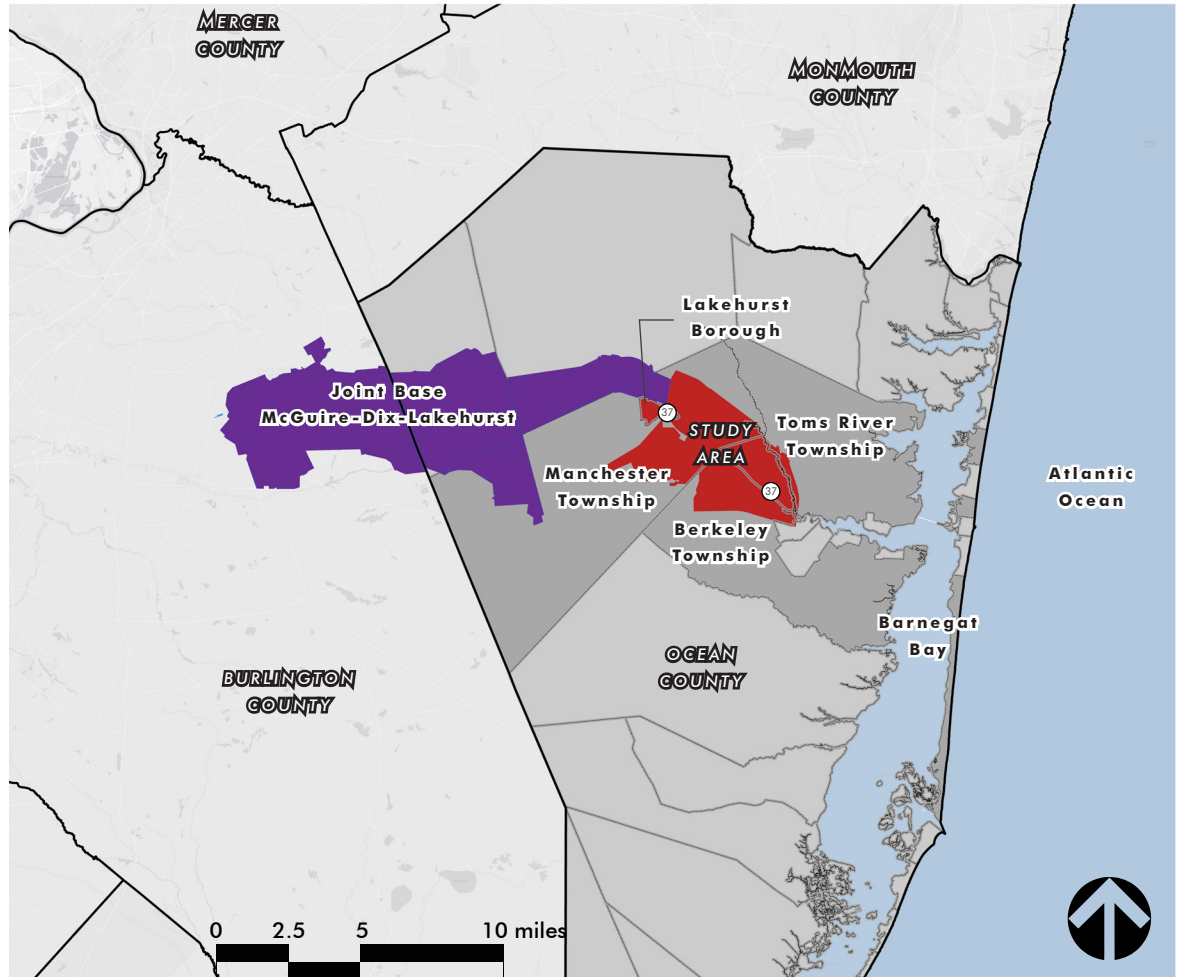 MERCER
COUNTY
MONMOUTH
COUNTY
Lakehurst
Borough
Joint Base
McGuire-Dix-Lakehurst
37
STUDY
AREA
Toms River
Township
Manchester
Township
37
Atlantic
Ocean
Berkeley
Township
Barnegat
Bay
OCEAN
COUNTY
BURLINGTON
COUNTY
0 2.5 5 10 miles